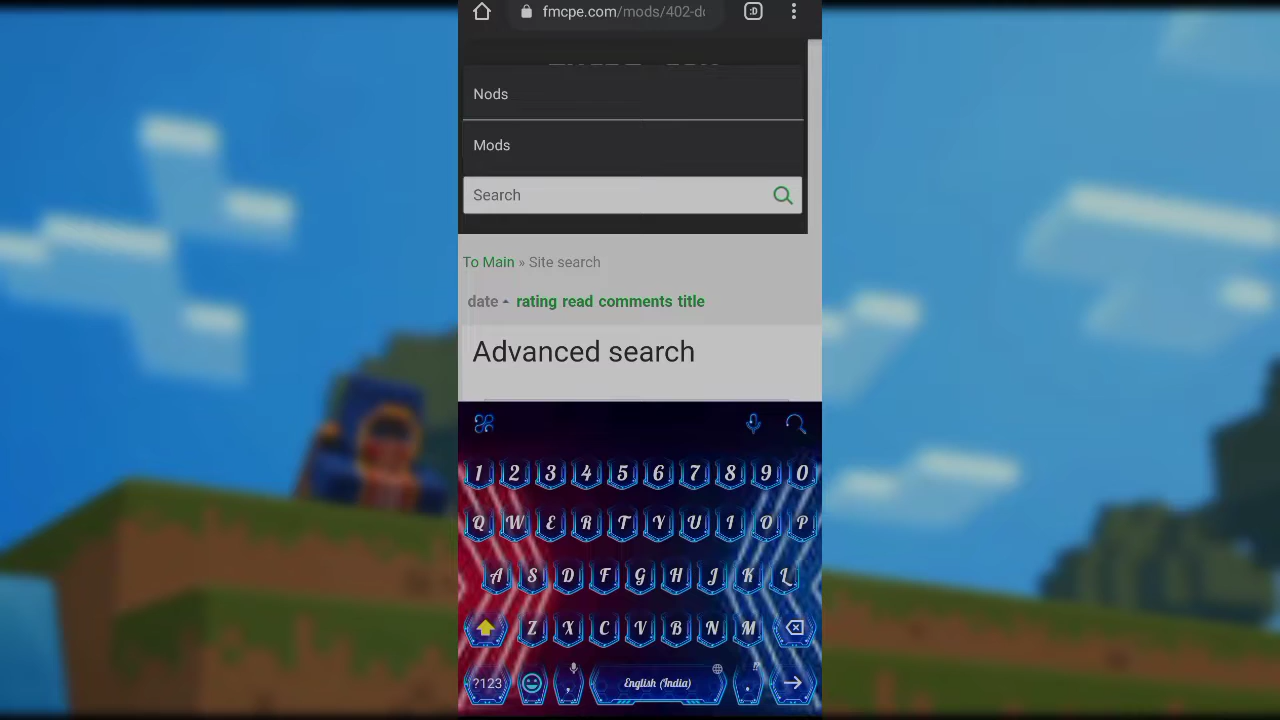 fmcpe.com/mods/402-do
:D
Nods
Mods
Search
To Main » Site search
date rating read comments title
Advanced search
1 2 3 4 5 6 7 8 9 0
Q W E R T Y U I O P
A S D F G H J K L
Z X C V B N M
?123 , English (India) . !?